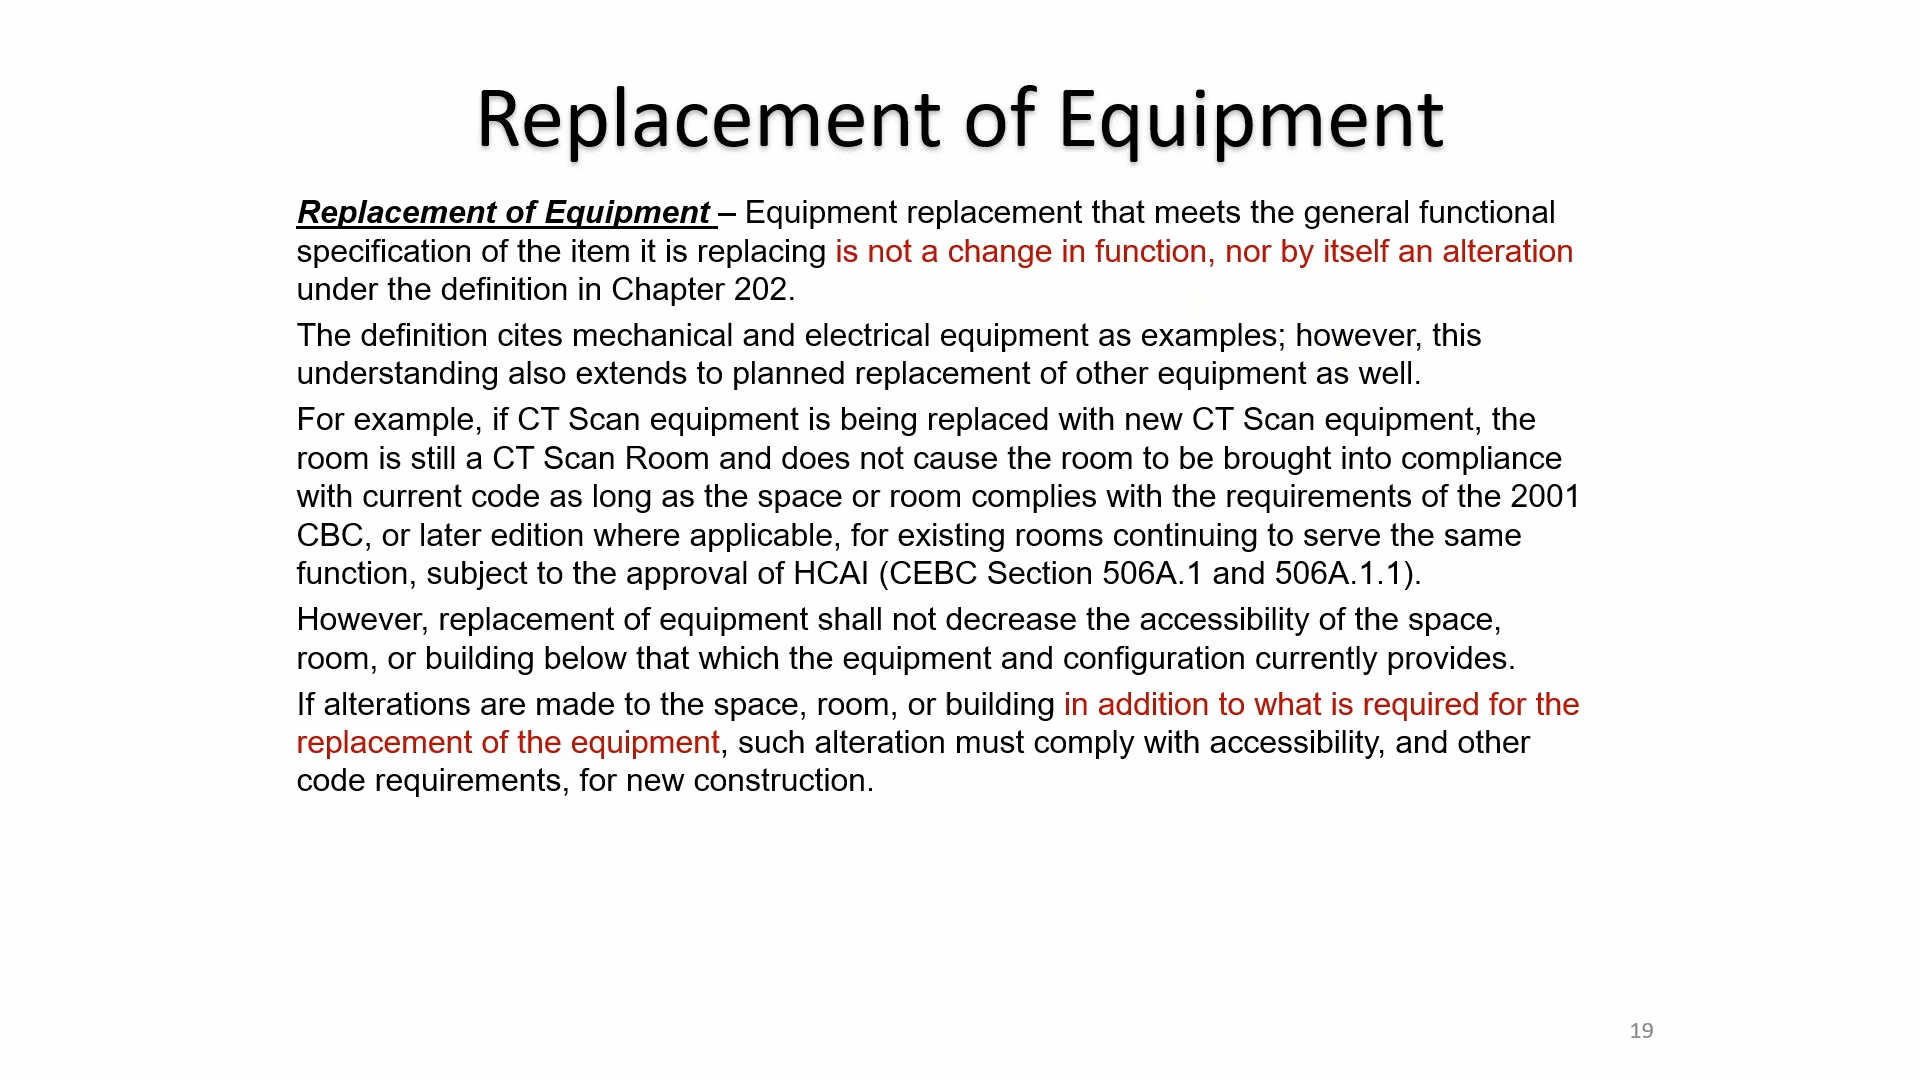 Replacement of Equipment
Replacement of Equipment – Equipment replacement that meets the general functional
specification of the item it is replacing is not a change in function, nor by itself an alteration
under the definition in Chapter 202.
The definition cites mechanical and electrical equipment as examples; however, this
understanding also extends to planned replacement of other equipment as well.
For example, if CT Scan equipment is being replaced with new CT Scan equipment, the
room is still a CT Scan Room and does not cause the room to be brought into compliance
with current code as long as the space or room complies with the requirements of the 2001
CBC, or later edition where applicable, for existing rooms continuing to serve the same
function, subject to the approval of HCAI (CEBC Section 506A.1 and 506A.1.1).
However, replacement of equipment shall not decrease the accessibility of the space,
room, or building below that which the equipment and configuration currently provides.
If alterations are made to the space, room, or building in addition to what is required for the
replacement of the equipment, such alteration must comply with accessibility, and other
code requirements, for new construction.
19